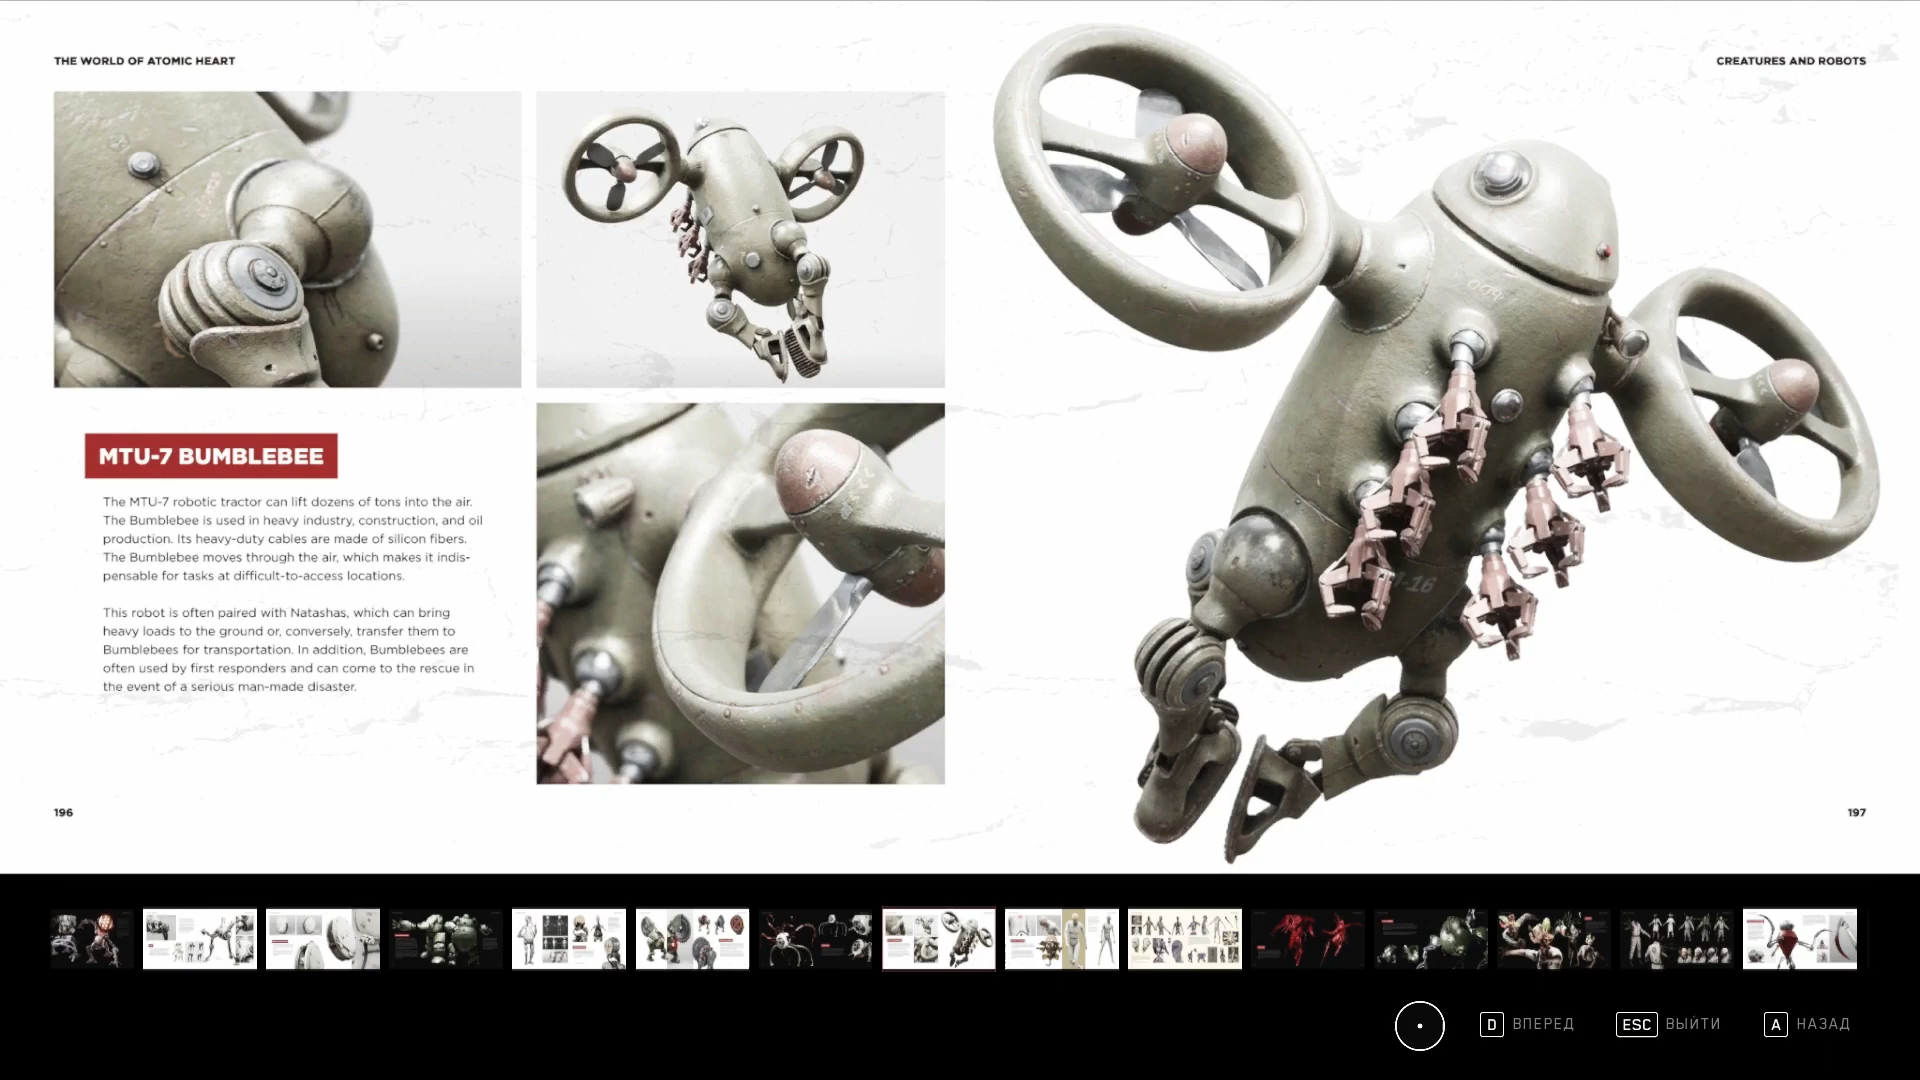 THE WORLD OF ATOMIC HEART
CREATURES AND ROBOTS
009
MTU-7 BUMBLEBEE
The MTU-7 robotic tractor can lift dozens of tons into the air.
The Bumblebee is used in heavy industry, construction, and oil
production. Its heavy-duty cables are made of silicon fibers.
The Bumblebee moves through the air, which makes it indis-
pensable for tasks at difficult-to-access locations.
This robot is often paired with Natashas, which can bring
heavy loads to the ground or, conversely, transfer them to
Bumblebees for transportation. In addition, Bumblebees are
often used by first responders and can come to the rescue in
the event of a serious man-made disaster.
196
197
D ВПЕРЕД
ESC ВЫЙТИ
A НАЗАД